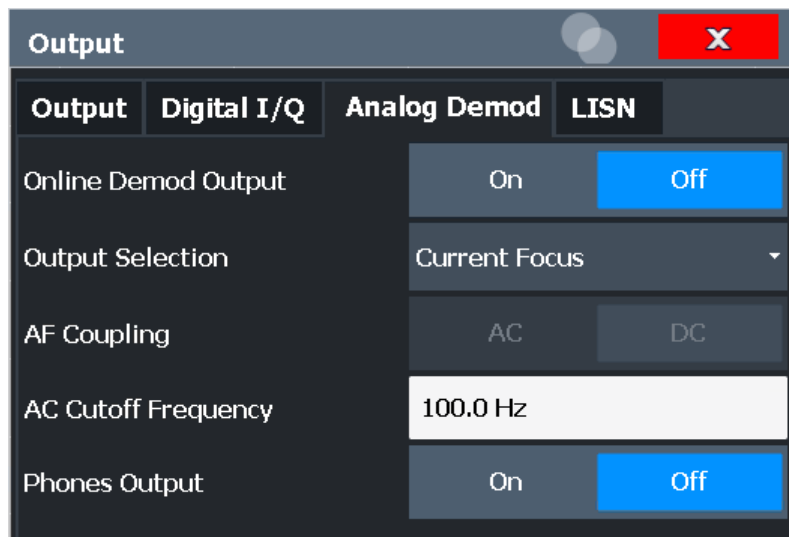 Output X
Output Digital I/Q Analog Demod LISN
Online Demod Output On Off
Output Selection Current Focus
AF Coupling AC DC
AC Cutoff Frequency 100.0 Hz
Phones Output On Off